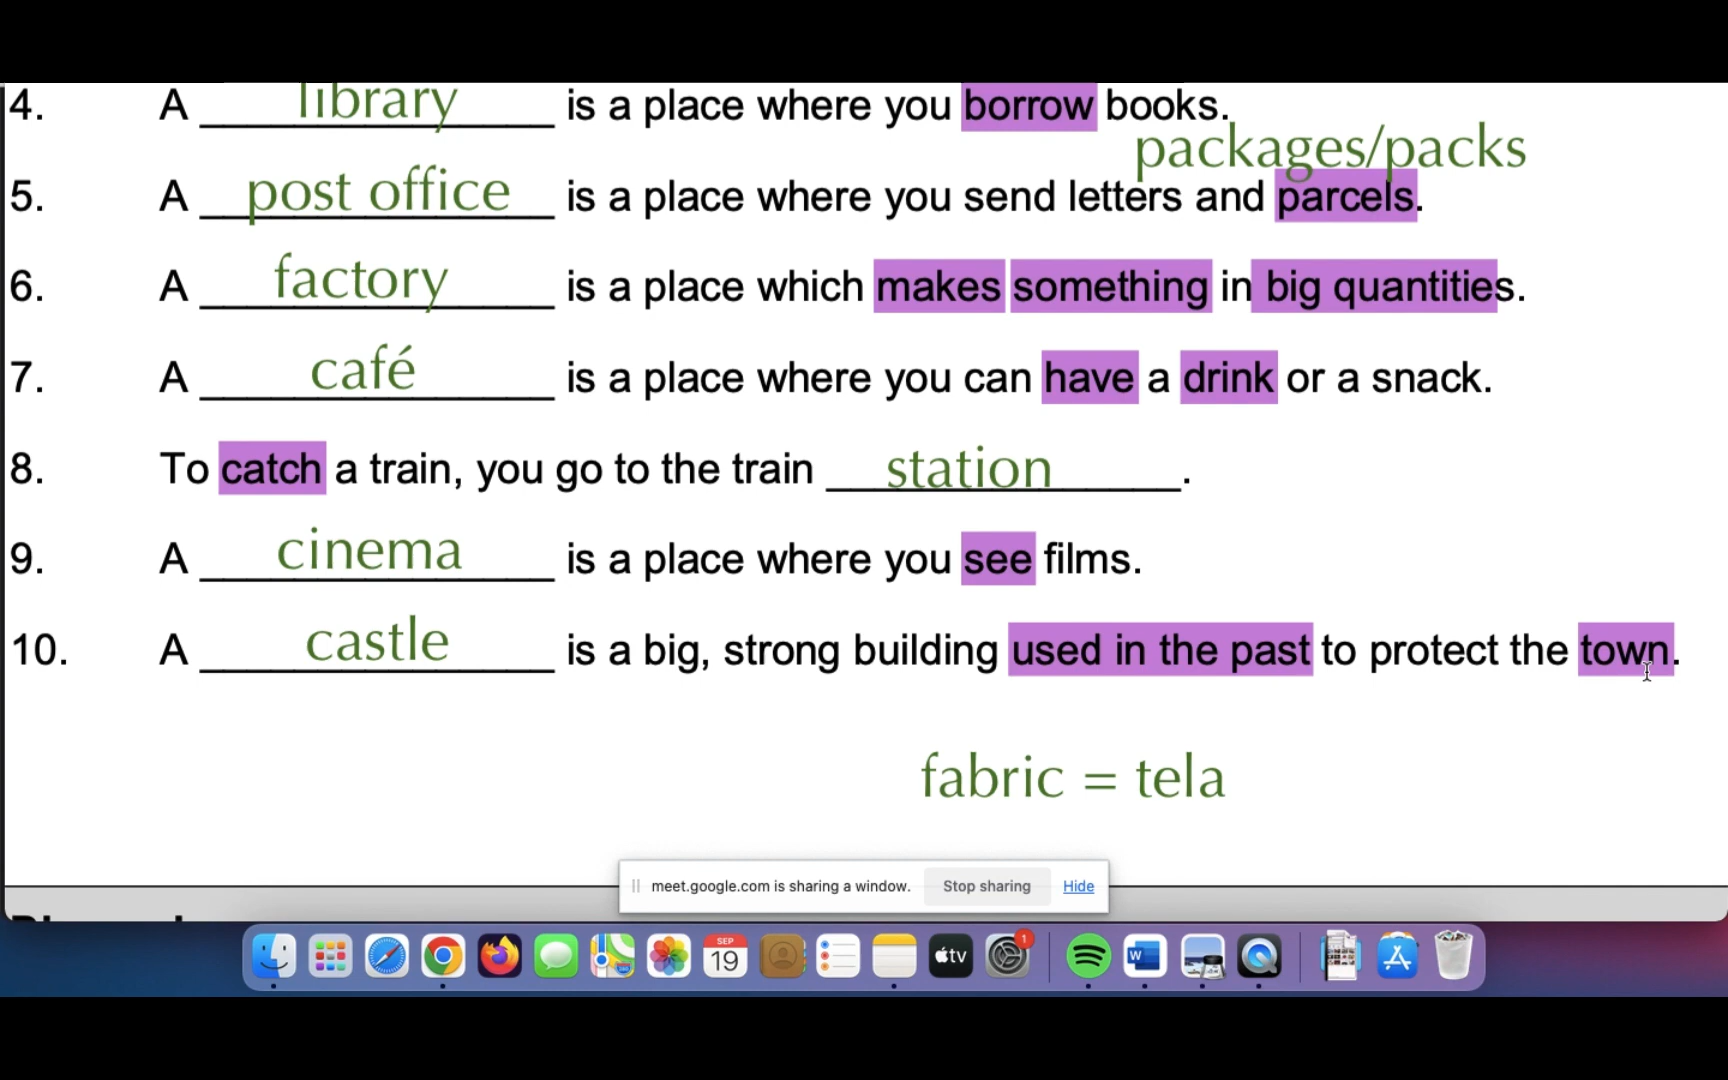 4. A library is a place where you borrow books.
packages/packs
5. A post office is a place where you send letters and parcels.
6. A factory is a place which makes something in big quantities.
7. A café is a place where you can have a drink or a snack.
8. To catch a train, you go to the train station.
9. A cinema is a place where you see films.
10. A castle is a big, strong building used in the past to protect the town.
fabric = tela
meet.google.com is sharing a window. Stop sharing Hide
SEP
19
tv
1
W